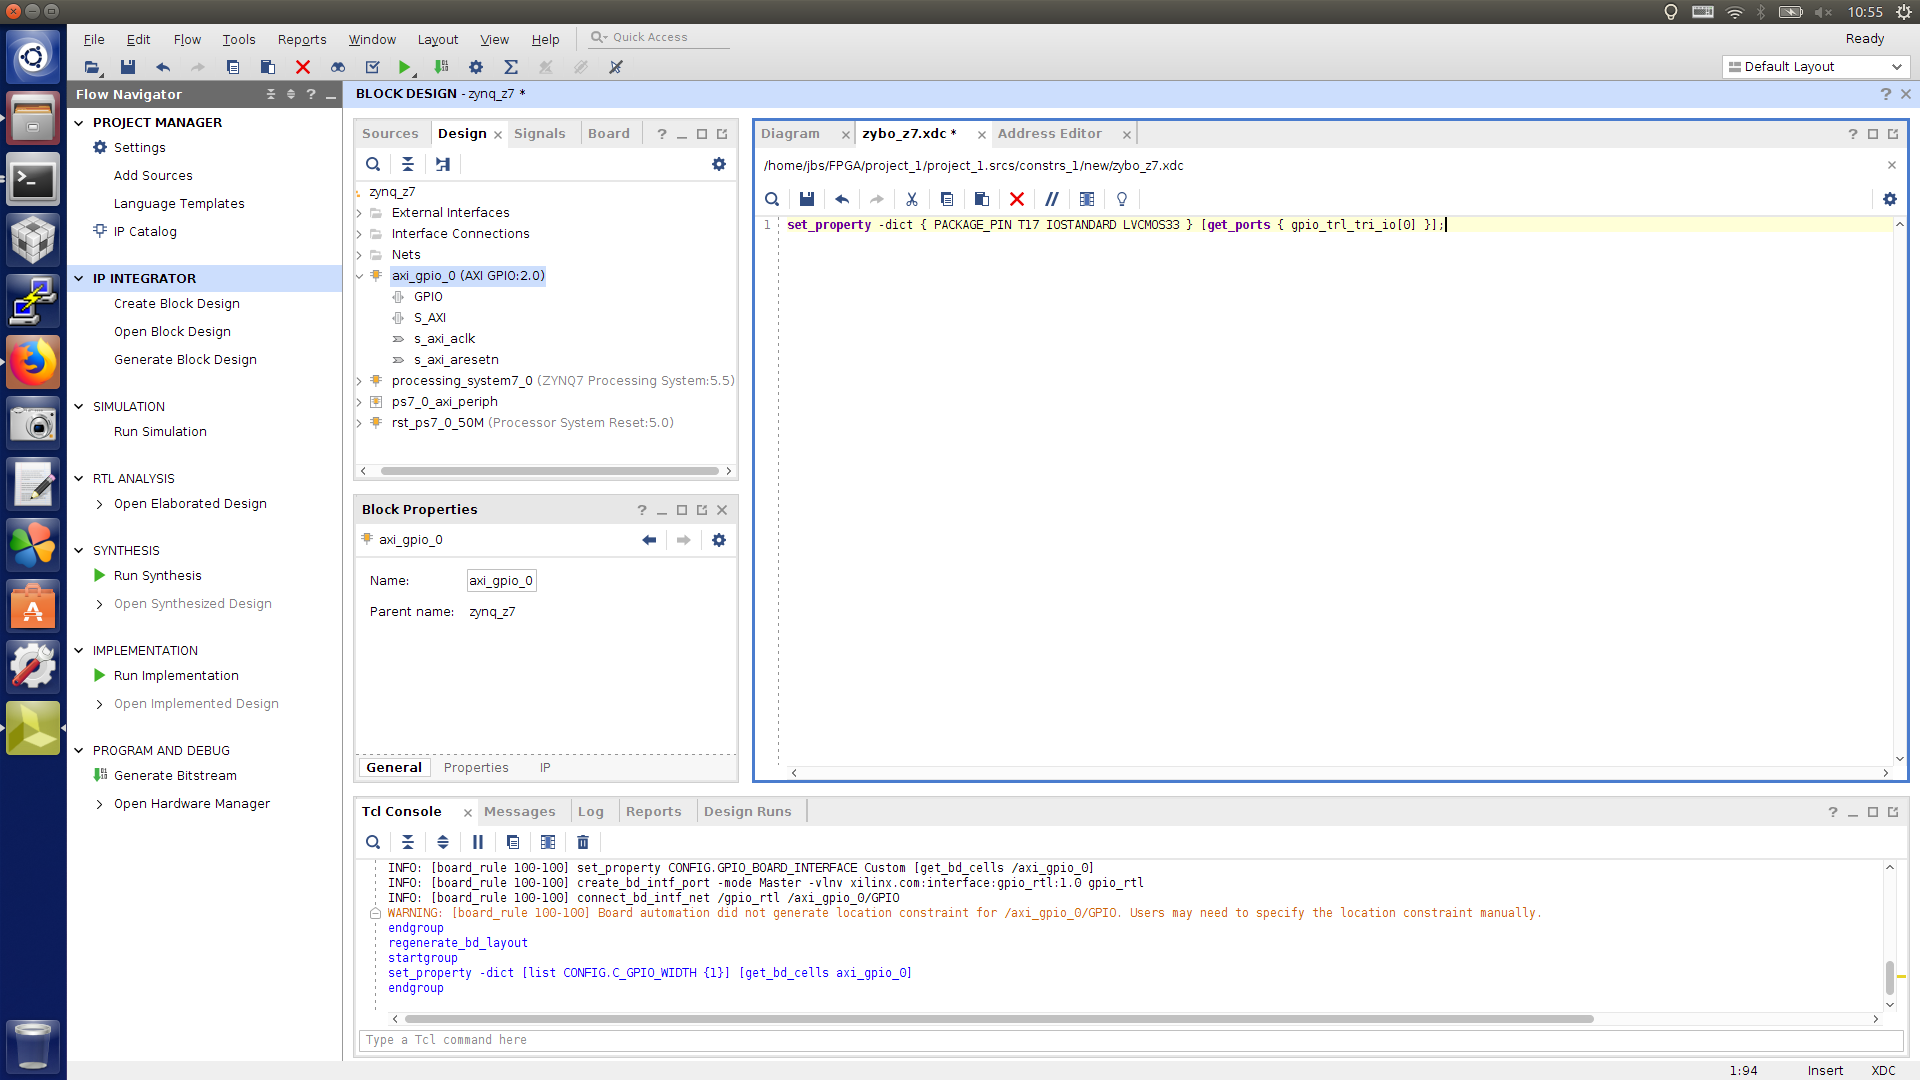 10:55
File Edit Flow Tools Reports Window Layout View Help Quick Access Ready
Default Layout
Flow Navigator
PROJECT MANAGER
Settings
Add Sources
Language Templates
IP Catalog
IP INTEGRATOR
Create Block Design
Open Block Design
Generate Block Design
SIMULATION
Run Simulation
RTL ANALYSIS
Open Elaborated Design
SYNTHESIS
Run Synthesis
Open Synthesized Design
IMPLEMENTATION
Run Implementation
Open Implemented Design
PROGRAM AND DEBUG
Generate Bitstream
Open Hardware Manager
BLOCK DESIGN - zynq_z7 *
Sources Design Signals Board
zynq_z7
External Interfaces
Interface Connections
Nets
axi_gpio_0 (AXI GPIO:2.0)
GPIO
S_AXI
s_axi_aclk
s_axi_aresetn
processing_system7_0 (ZYNQ7 Processing System:5.5)
ps7_0_axi_periph
rst_ps7_0_50M (Processor System Reset:5.0)
Block Properties
axi_gpio_0
Name: axi_gpio_0
Parent name: zynq_z7
General Properties IP
Diagram zybo_z7.xdc * Address Editor
/home/jbs/FPGA/project_1/project_1.srcs/constrs_1/new/zybo_z7.xdc
1 set_property -dict { PACKAGE_PIN T17 IOSTANDARD LVCMOS33 } [get_ports { gpio_trl_tri_io[0] }];
Tcl Console Messages Log Reports Design Runs
INFO: [board_rule 100-100] set_property CONFIG.GPIO_BOARD_INTERFACE Custom [get_bd_cells /axi_gpio_0]
INFO: [board_rule 100-100] create_bd_intf_port -mode Master -vlnv xilinx.com:interface:gpio_rtl:1.0 gpio_rtl
INFO: [board_rule 100-100] connect_bd_intf_net /gpio_rtl /axi_gpio_0/GPIO
WARNING: [board_rule 100-100] Board automation did not generate location constraint for /axi_gpio_0/GPIO. Users may need to specify the location constraint manually.
endgroup
regenerate_bd_layout
startgroup
set_property -dict [list CONFIG.C_GPIO_WIDTH {1}] [get_bd_cells axi_gpio_0]
endgroup
Type a Tcl command here
1:94 Insert XDC